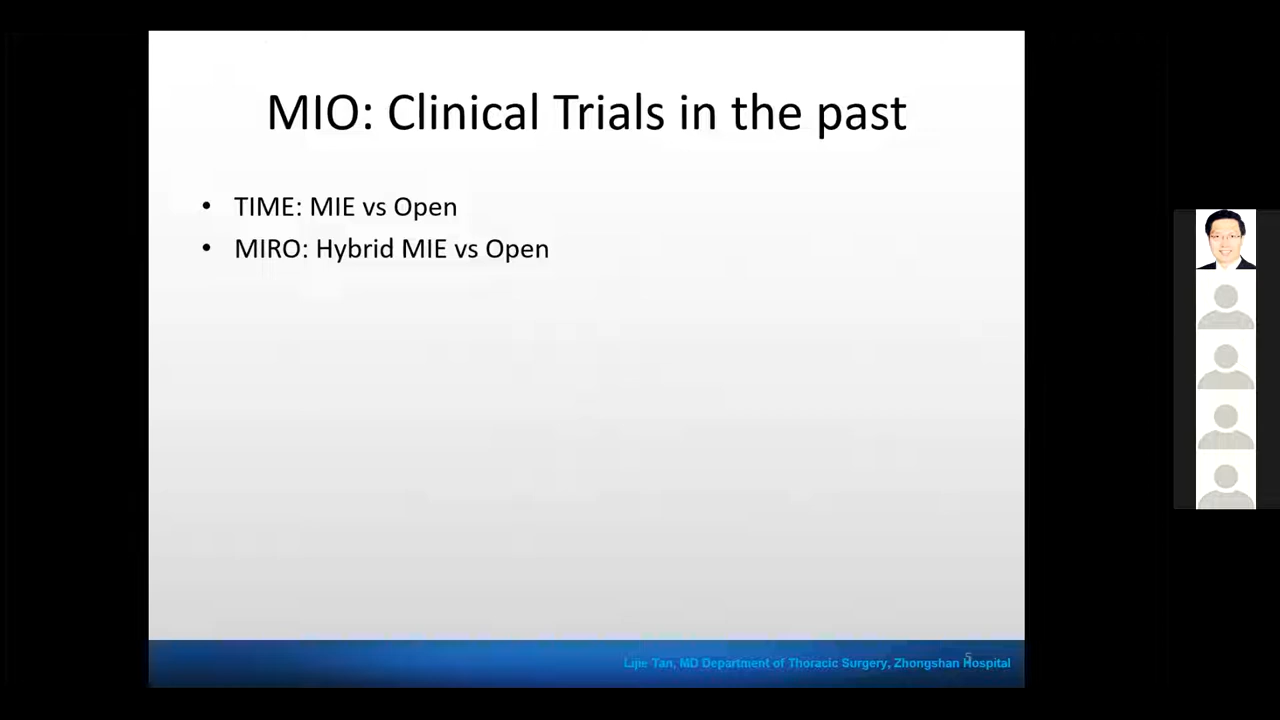 MIO: Clinical Trials in the past
• TIME: MIE vs Open
• MIRO: Hybrid MIE vs Open
5
Lijie Tan, MD Department of Thoracic Surgery, Zhongshan Hospital